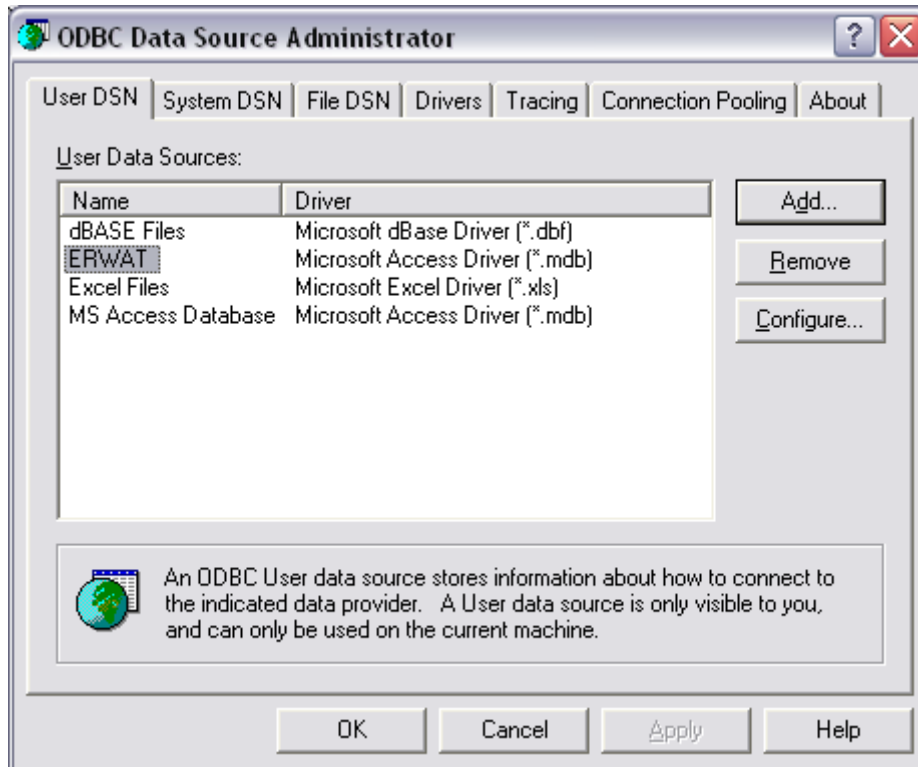 ODBC Data Source Administrator
User DSN System DSN File DSN Drivers Tracing Connection Pooling About
User Data Sources:
Name Driver
dBASE Files Microsoft dBase Driver (*.dbf)
ERWAT Microsoft Access Driver (*.mdb)
Excel Files Microsoft Excel Driver (*.xls)
MS Access Database Microsoft Access Driver (*.mdb)
Add...
Remove
Configure...
An ODBC User data source stores information about how to connect to
the indicated data provider. A User data source is only visible to you,
and can only be used on the current machine.
OK Cancel Apply Help